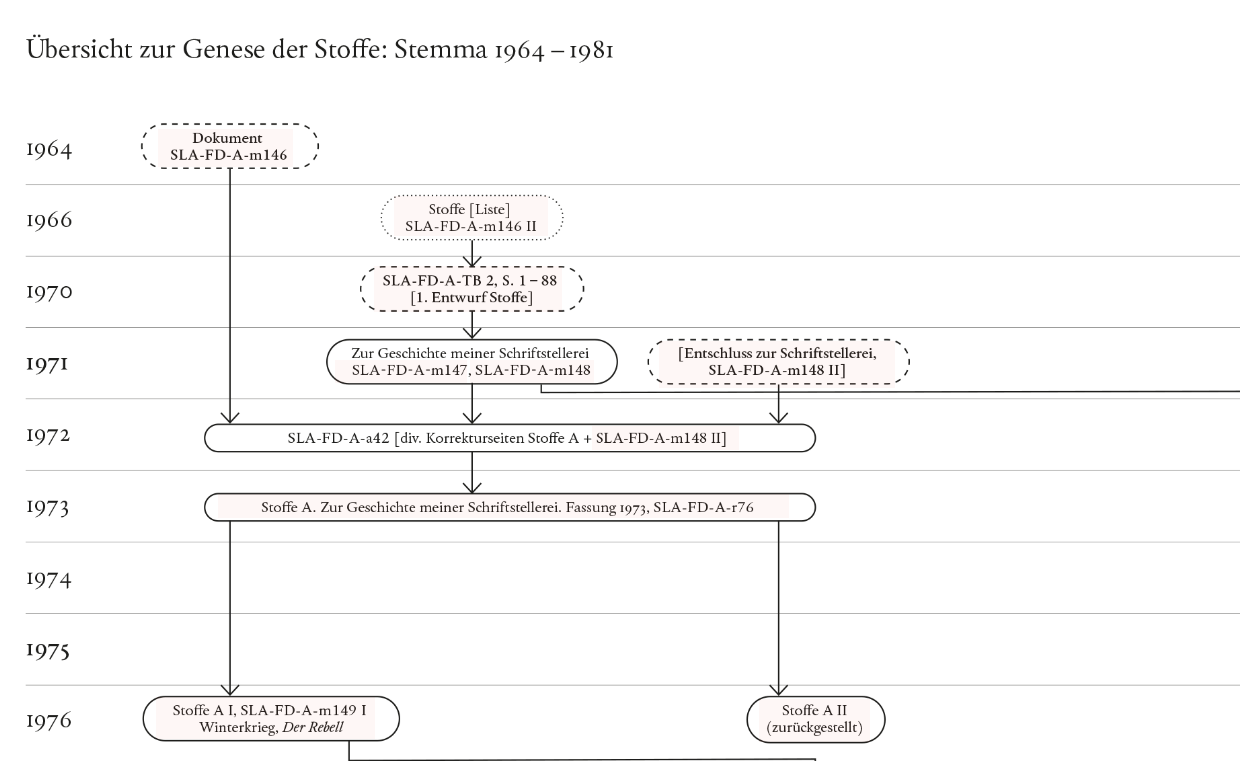 Übersicht zur Genese der Stoffe: Stemma 1964 – 1981
1964
Dokument
SLA-FD-A-m146
1966
Stoffe [Liste]
SLA-FD-A-m146 II
1970
SLA-FD-A-TB 2, S. 1 – 88
[1. Entwurf Stoffe]
1971
Zur Geschichte meiner Schriftstellerei
SLA-FD-A-m147, SLA-FD-A-m148
[Entschluss zur Schriftstellerei,
SLA-FD-A-m148 II]
1972
SLA-FD-A-a42 [div. Korrekturseiten Stoffe A + SLA-FD-A-m148 II]
1973
Stoffe A. Zur Geschichte meiner Schriftstellerei. Fassung 1973, SLA-FD-A-r76
1974
1975
1976
Stoffe A I, SLA-FD-A-m149 I
Winterkrieg, Der Rebell
Stoffe A II
(zurückgestellt)